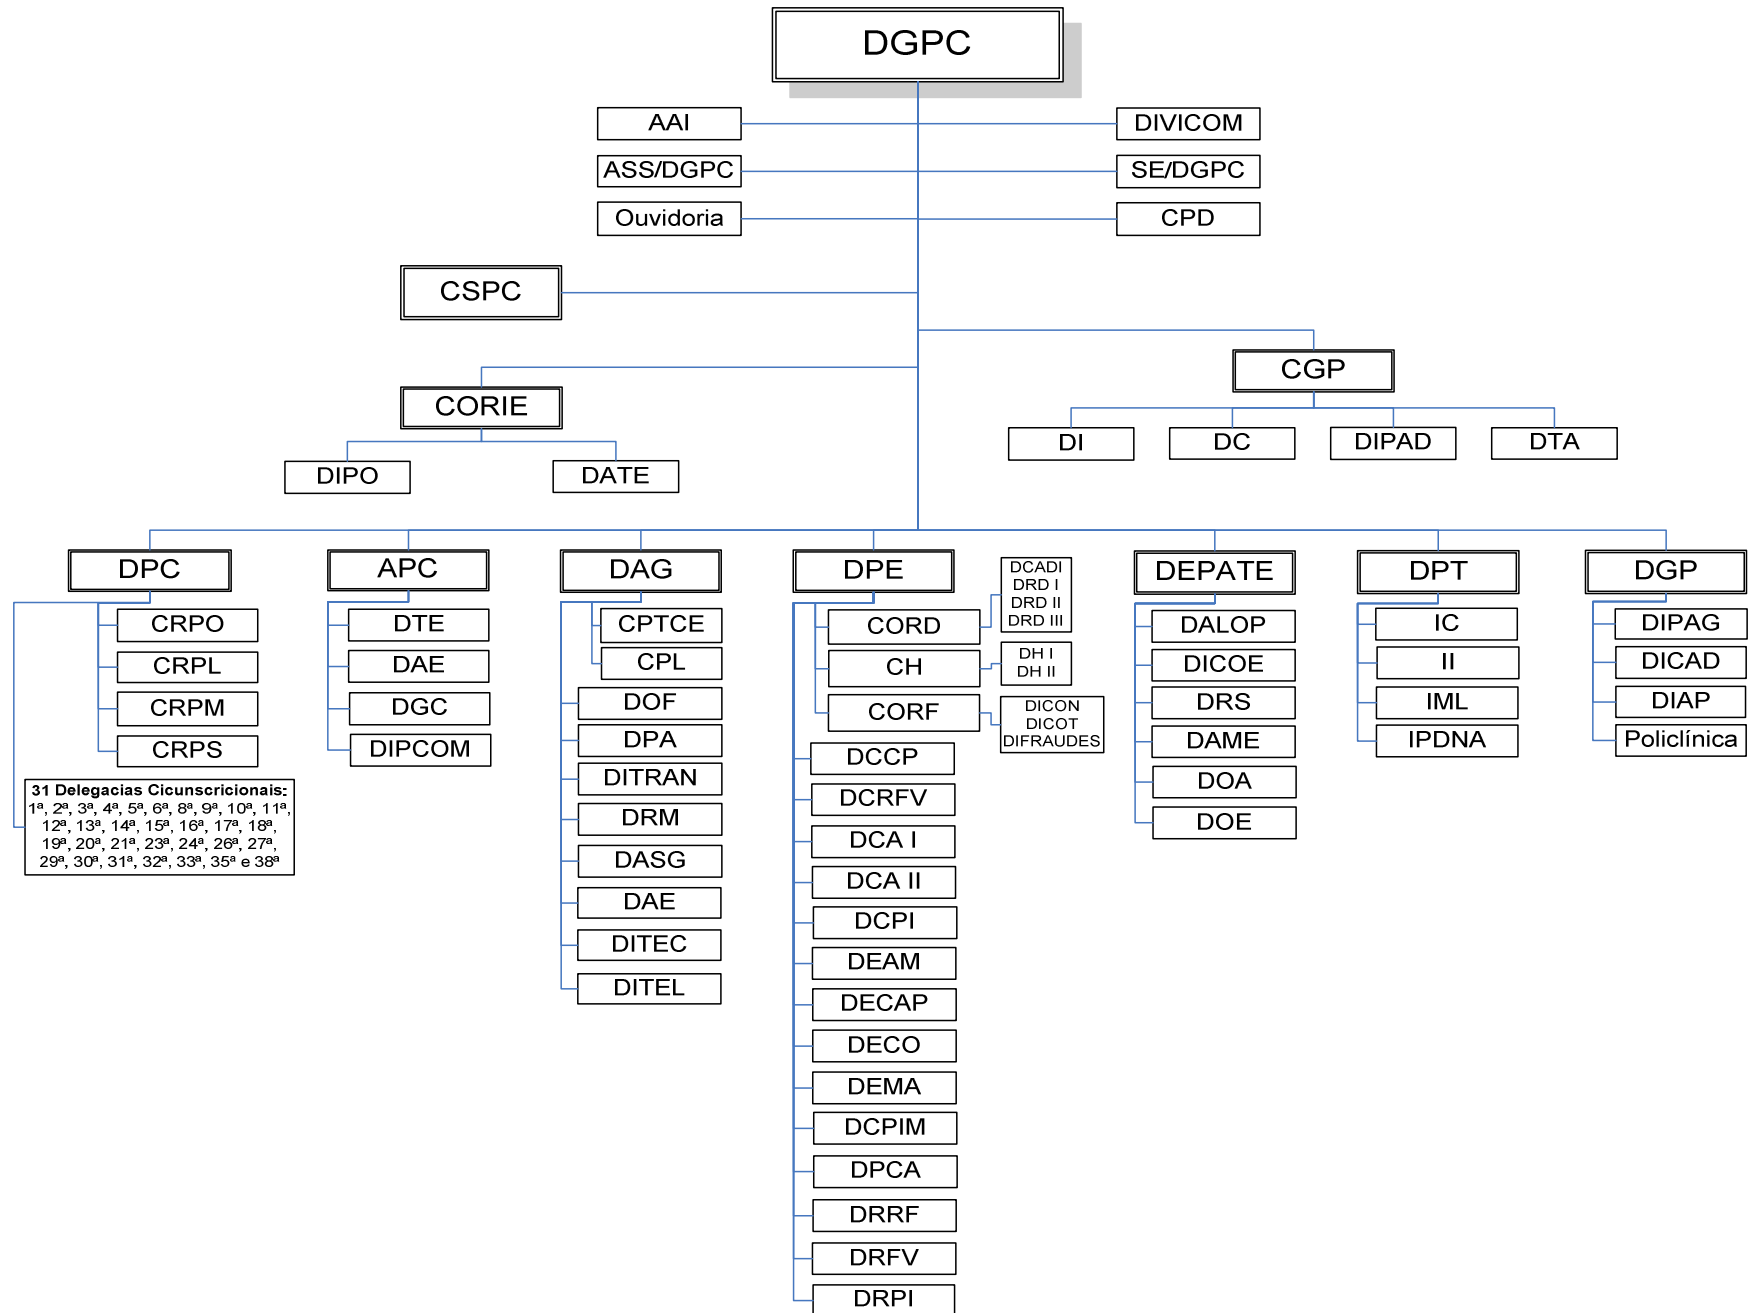 DGPC
AAI
DIVICOM
ASS/DGPC
SE/DGPC
Ouvidoria
CPD
CSPC
CGP
CORIE
DI
DC
DIPAD
DTA
DIPO
DATE
DPC
CRPO
CRPL
CRPM
CRPS
31 Delegacias Cicunscricionais:
1ª, 2ª, 3ª, 4ª, 5ª, 6ª, 8ª, 9ª, 10ª, 11ª,
12ª, 13ª, 14ª, 15ª, 16ª, 17ª, 18ª,
19ª, 20ª, 21ª, 23ª, 24ª, 26ª, 27ª,
29ª, 30ª, 31ª, 32ª, 33ª, 35ª e 38ª
APC
DTE
DAE
DGC
DIPCOM
DAG
CPTCE
CPL
DOF
DPA
DITRAN
DRM
DASG
DAE
DITEC
DITEL
DPE
CORD
DCADI
DRD I
DRD II
DRD III
CH
DH I
DH II
CORF
DICON
DICOT
DIFRAUDES
DCCP
DCRFV
DCA I
DCA II
DCPI
DEAM
DECAP
DECO
DEMA
DCPIM
DPCA
DRRF
DRFV
DRPI
DEPATE
DALOP
DICOE
DRS
DAME
DOA
DOE
DPT
IC
II
IML
IPDNA
DGP
DIPAG
DICAD
DIAP
Policlínica